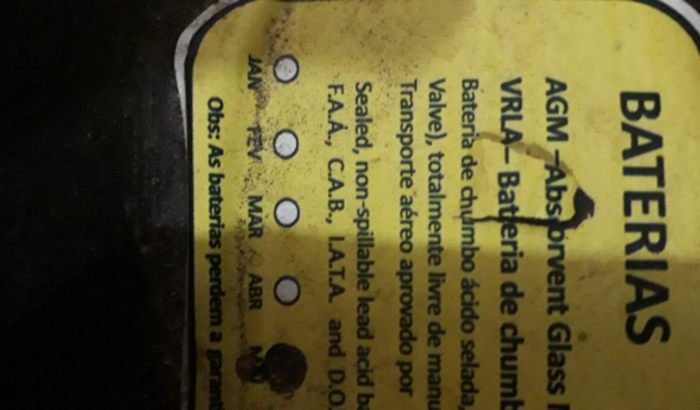 BATERIAS
AGM – Absorvent Glass
VRLA – Bateria de chumb
Bateria de chumbo ácido selada,
Valve), totalmente livre de manu
Transporte aéreo aprovado por
Sealed, non-spillable lead acid ba
F.A.A., C.A.B., I.A.T.A. and D.O.
JAN FEV MAR ABR
Obs: As baterias perdem a garant